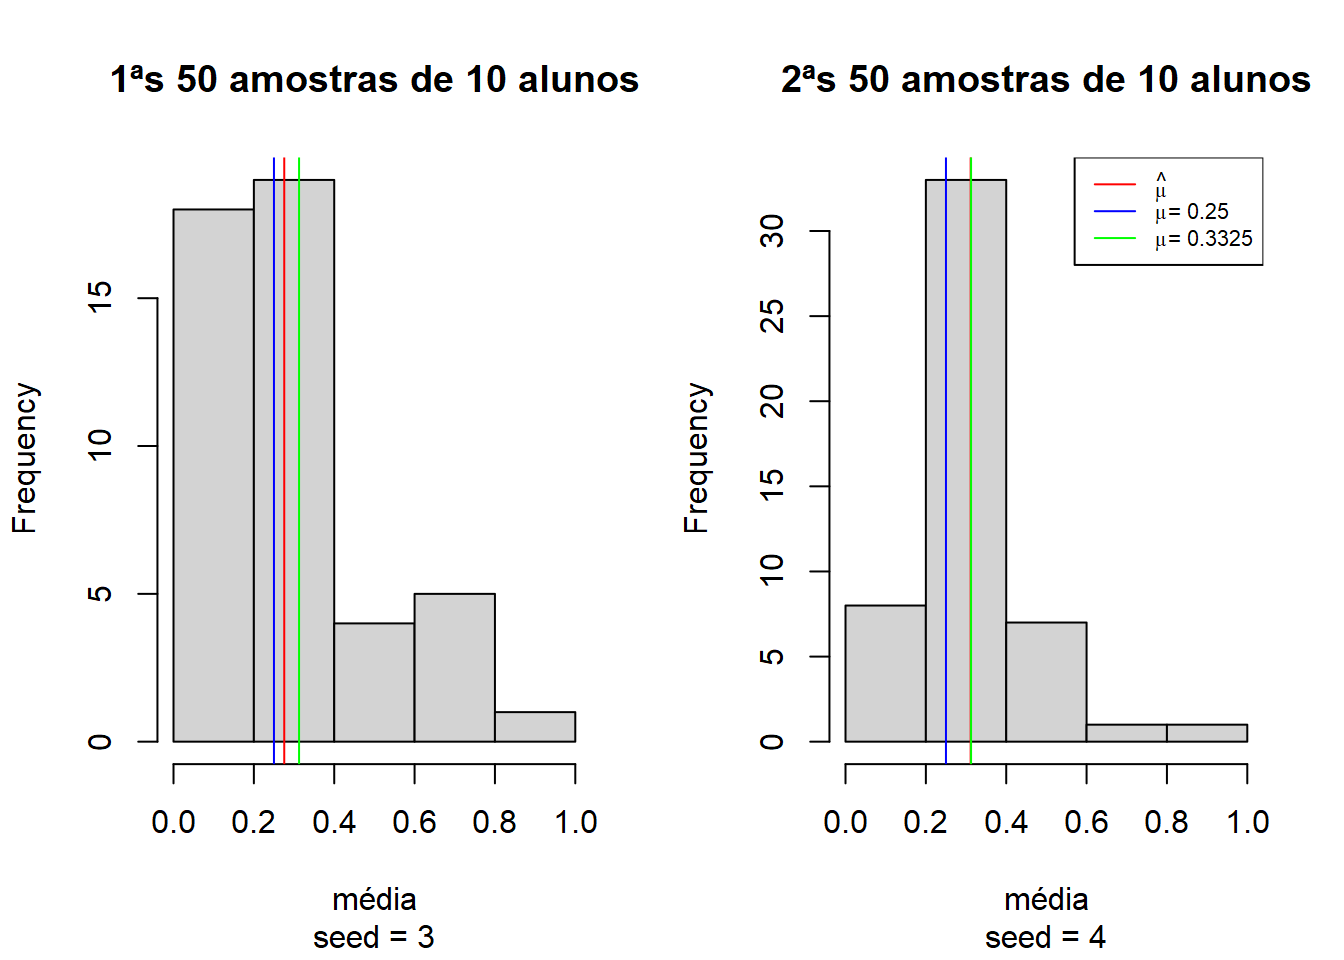 1ªs 50 amostras de 10 alunos
Frequency
15
10
5
0
0.0 0.2 0.4 0.6 0.8 1.0
média
seed = 3
2ªs 50 amostras de 10 alunos
μ̂
μ = 0.25
μ = 0.3325
Frequency
30
25
20
15
10
5
0
0.0 0.2 0.4 0.6 0.8 1.0
média
seed = 4